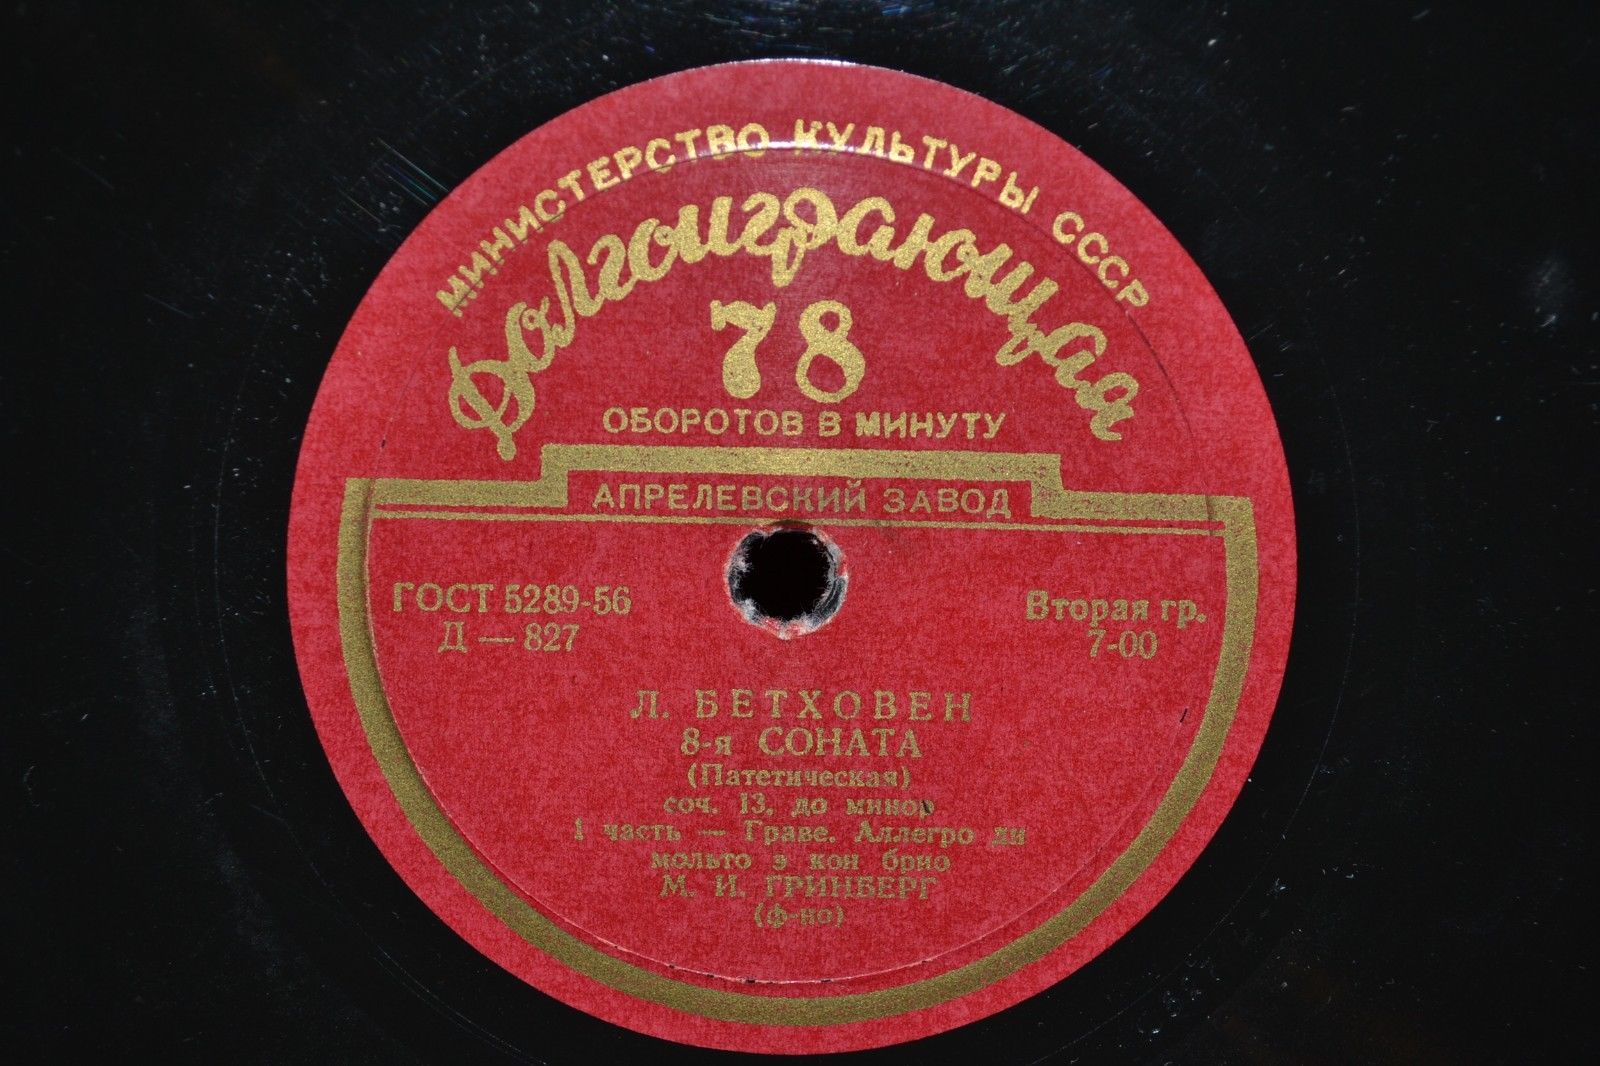 МИНИСТЕРСТВО КУЛЬТУРЫ СССР
Долгоиграющая
78
ОБОРОТОВ В МИНУТУ
АПРЕЛЕВСКИЙ ЗАВОД
ГОСТ 5289-56
Д — 827
Вторая гр.
7-00
Л. БЕТХОВЕН
8-я СОНАТА
(Патетическая)
соч. 13, до минор
1 часть — Граве. Аллегро ди
мольто э кон брио
М. И. ГРИНБЕРГ
(ф-но)